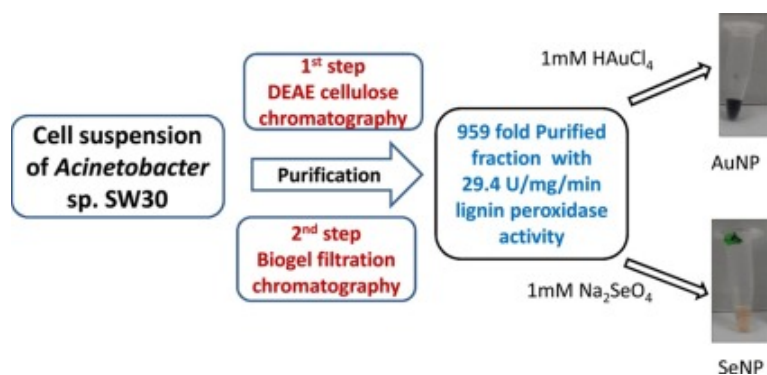 Cell suspension
of Acinetobacter
sp. SW30
1st step
DEAE cellulose
chromatography
Purification
2nd step
Biogel filtration
chromatography
959 fold Purified
fraction with
29.4 U/mg/min
lignin peroxidase
activity
1mM HAuCl₄
AuNP
1mM Na₂SeO₄
SeNP